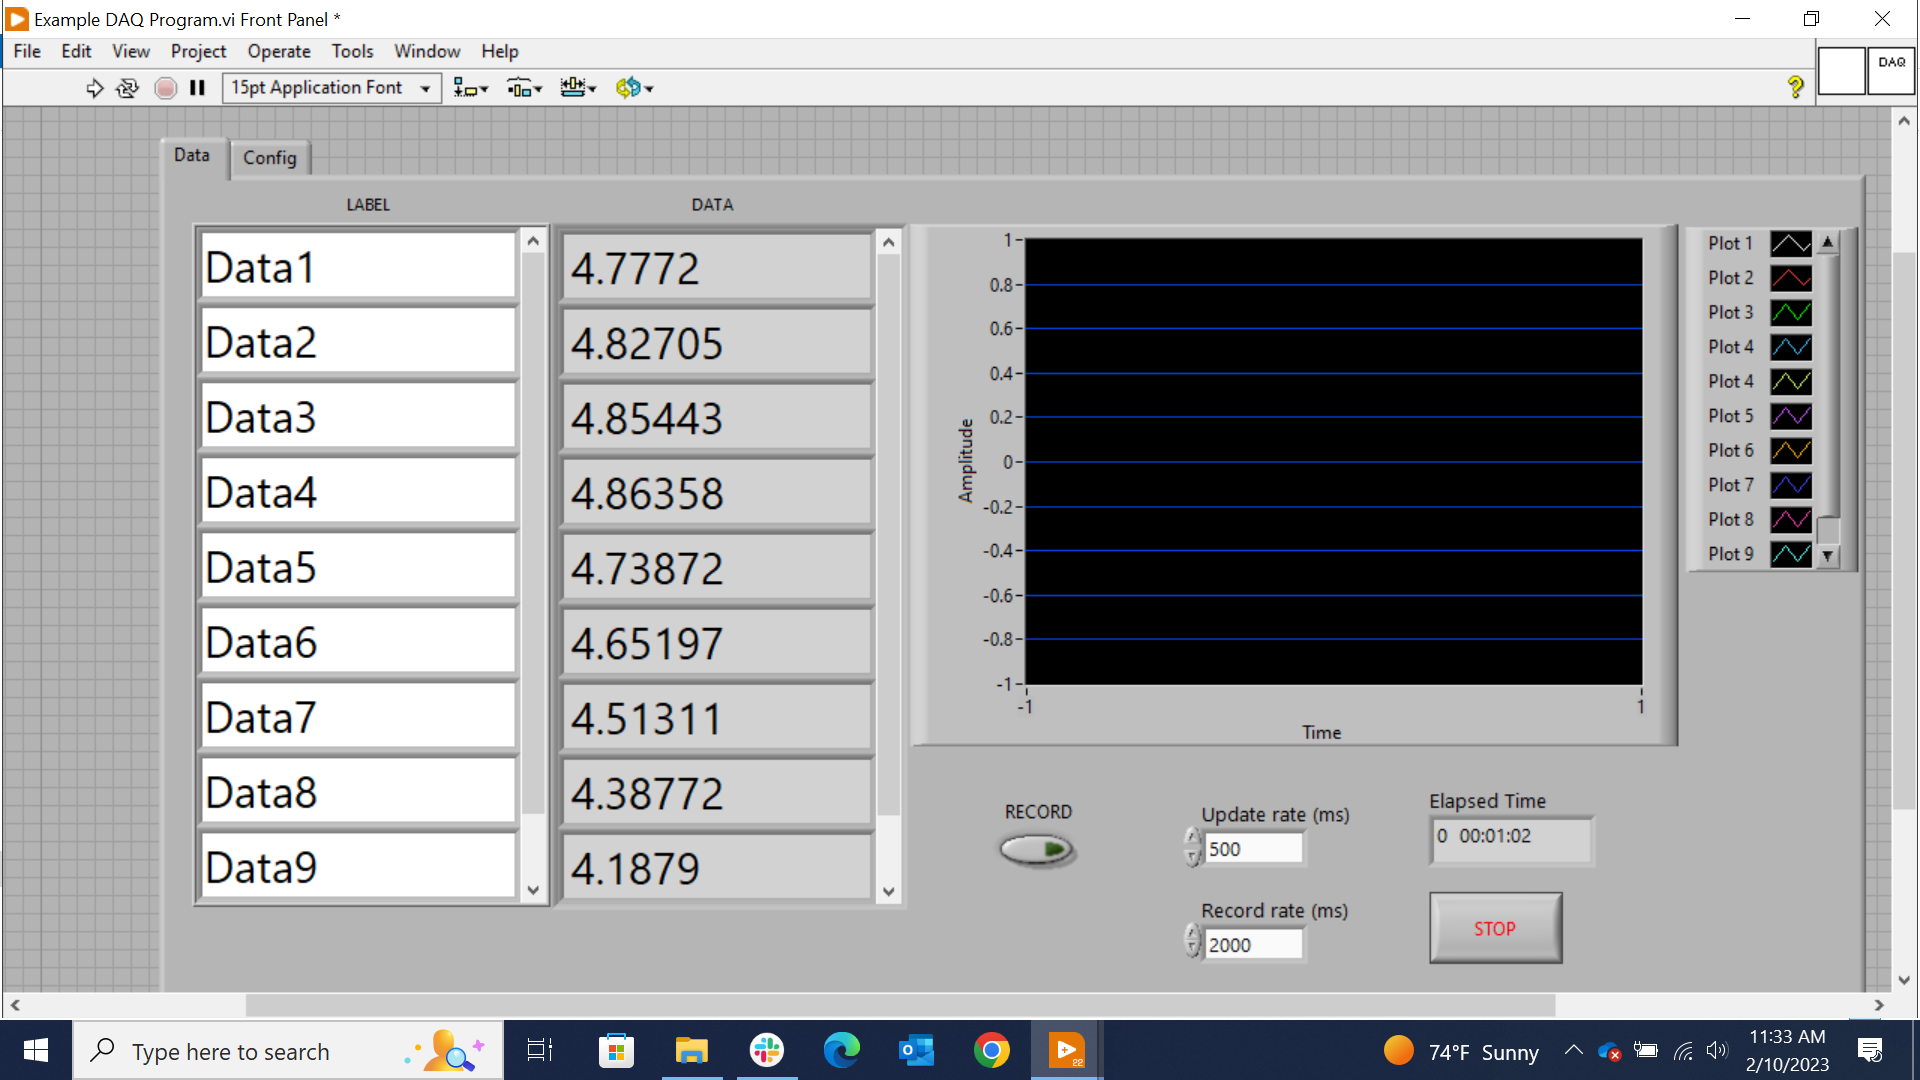 Example DAQ Program.vi Front Panel *
File Edit View Project Operate Tools Window Help
15pt Application Font
?
DAQ
Data Config
LABEL DATA
Data1 4.7772
Data2 4.82705
Data3 4.85443
Data4 4.86358
Data5 4.73872
Data6 4.65197
Data7 4.51311
Data8 4.38772
Data9 4.1879
1
0.8
0.6
0.4
0.2
0
-0.2
-0.4
-0.6
-0.8
-1
Amplitude
-1 1
Time
Plot 1
Plot 2
Plot 3
Plot 4
Plot 4
Plot 5
Plot 6
Plot 7
Plot 8
Plot 9
RECORD
Update rate (ms)
500
Record rate (ms)
2000
Elapsed Time
0 00:01:02
STOP
Type here to search
22
74°F Sunny
11:33 AM
2/10/2023